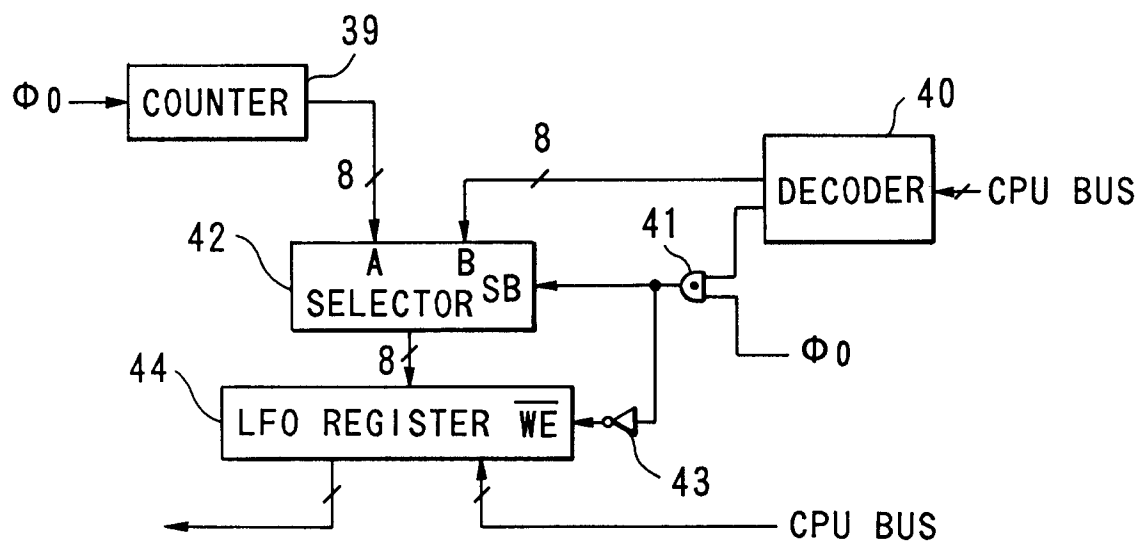 39
Φ0
COUNTER
40
8
8
DECODER
CPU BUS
42
41
A
B
SB
SELECTOR
Φ0
8
44
LFO REGISTER
WE
43
CPU BUS